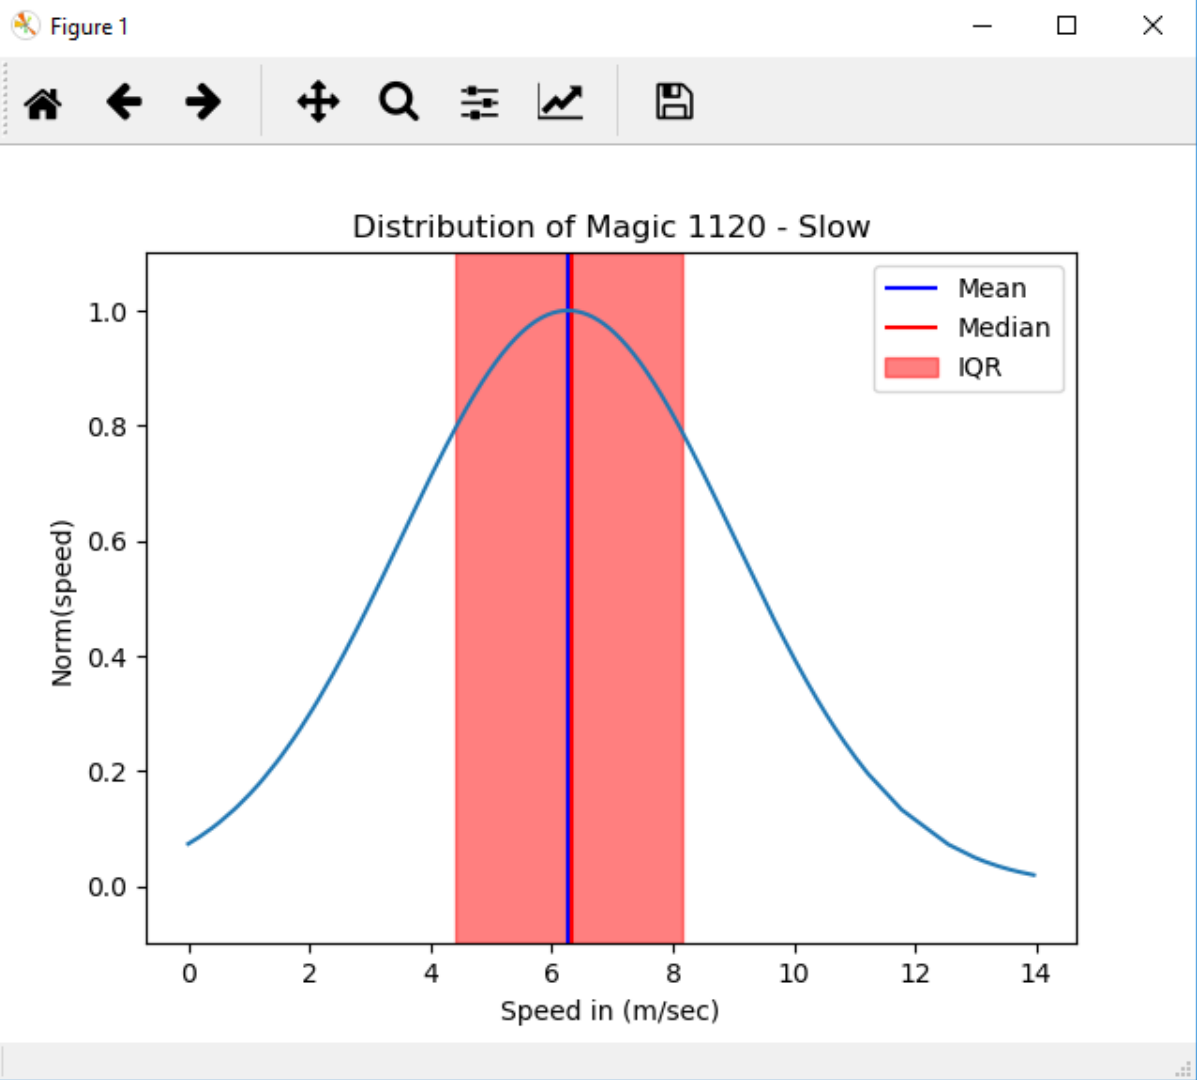 Figure 1
Distribution of Magic 1120 - Slow
Mean
Median
IQR
1.0
0.8
0.6
0.4
0.2
0.0
Norm(speed)
0 2 4 6 8 10 12 14
Speed in (m/sec)